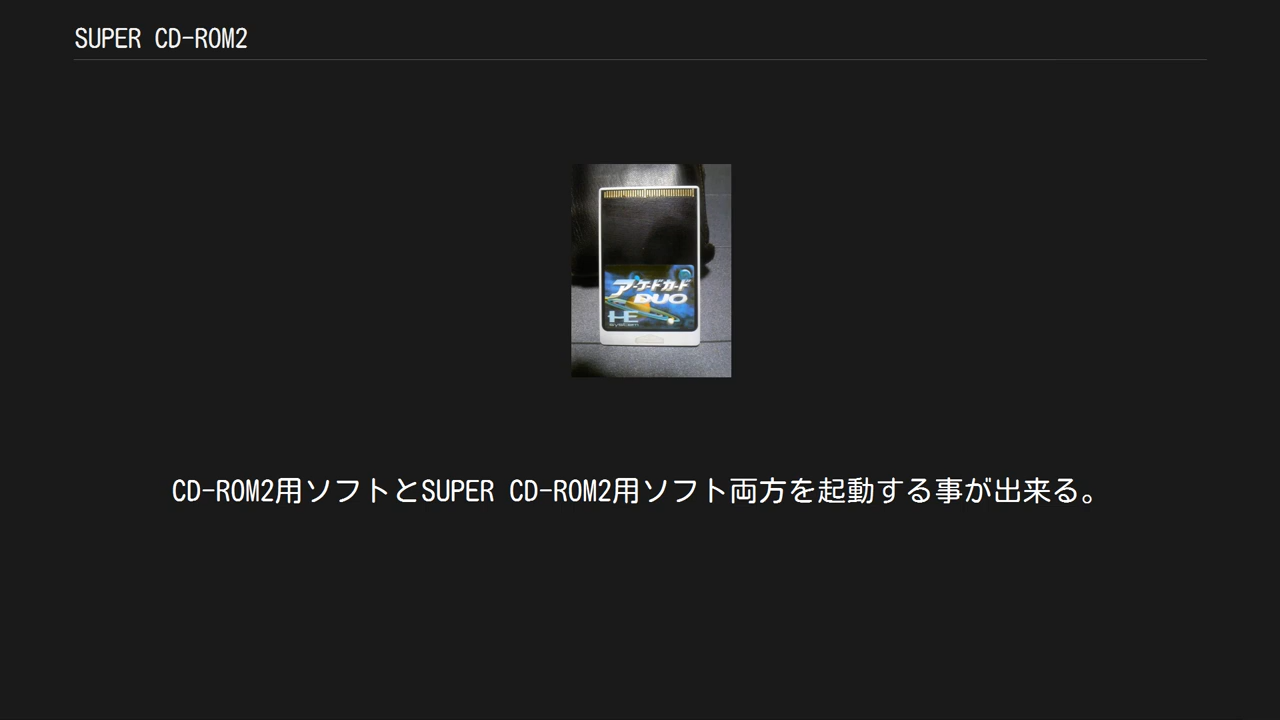 SUPER CD-ROM2
アーケードカード
DUO
HE
CD-ROM2用ソフトとSUPER CD-ROM2用ソフト両方を起動する事が出来る。